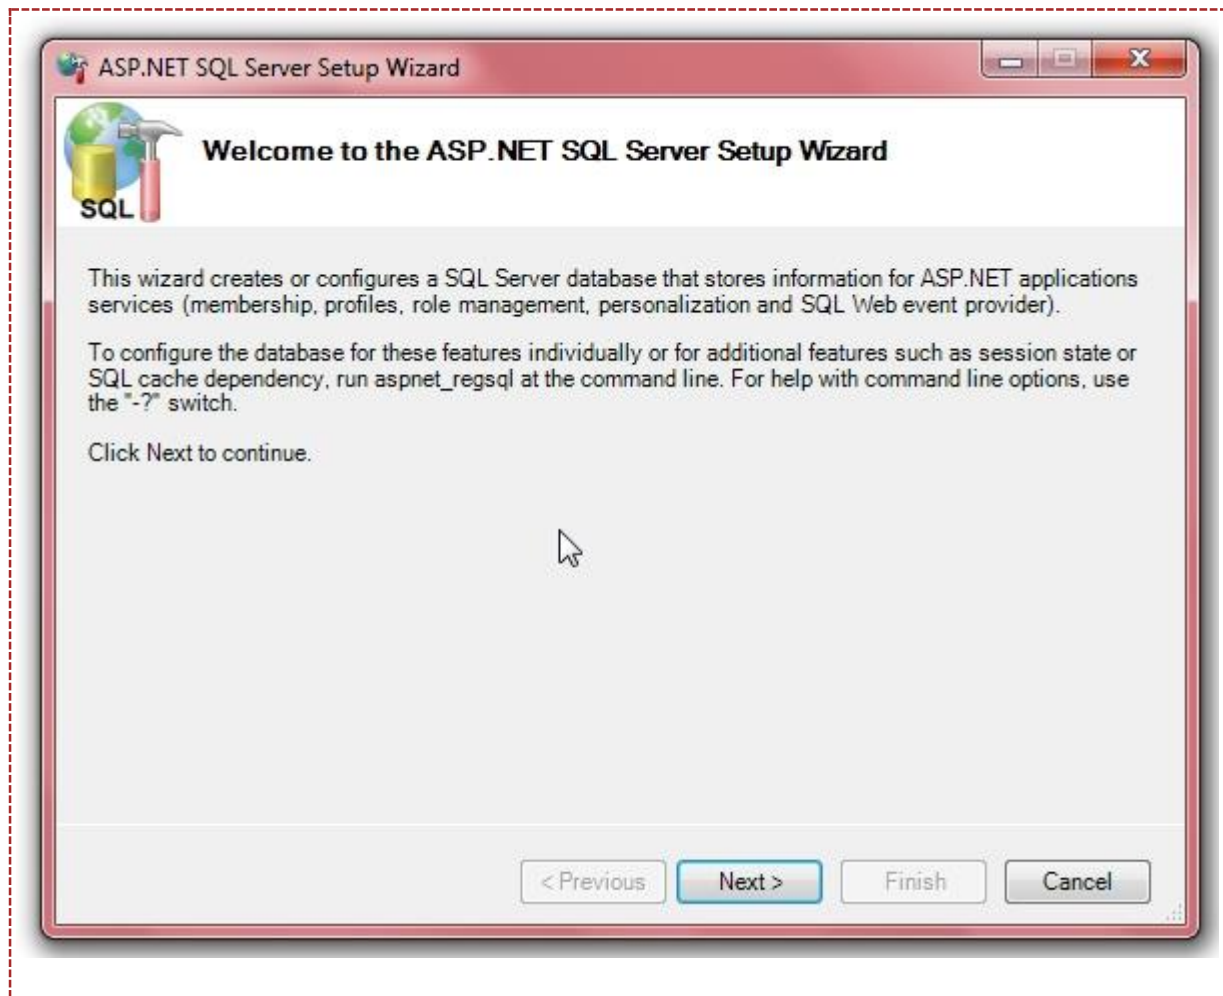 ASP.NET SQL Server Setup Wizard
Welcome to the ASP.NET SQL Server Setup Wizard
SQL
This wizard creates or configures a SQL Server database that stores information for ASP.NET applications
services (membership, profiles, role management, personalization and SQL Web event provider).
To configure the database for these features individually or for additional features such as session state or
SQL cache dependency, run aspnet_regsql at the command line. For help with command line options, use
the "-?" switch.
Click Next to continue.
< Previous Next > Finish Cancel